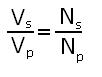 Vs/Vp = Ns/Np